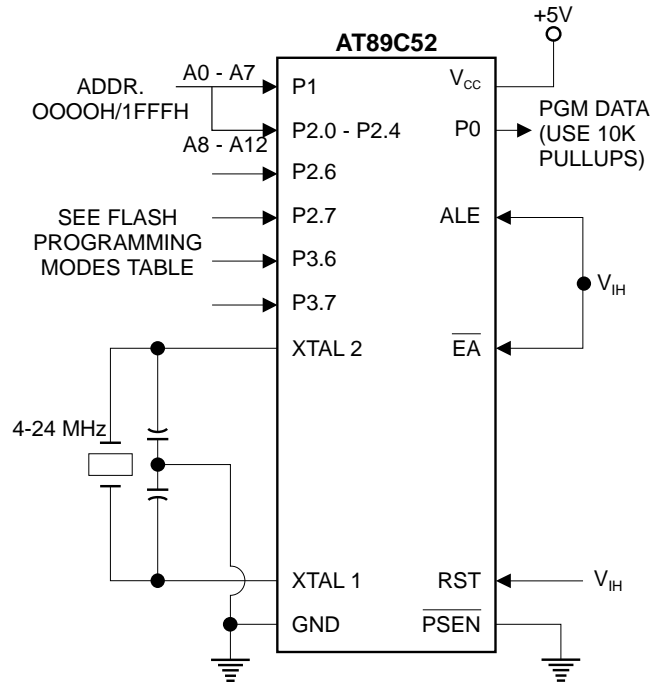 +5V
AT89C52
A0 - A7
ADDR.
OOOOH/1FFFH
P1
VCC
P2.0 - P2.4
P0
PGM DATA
(USE 10K
PULLUPS)
A8 - A12
P2.6
SEE FLASH
PROGRAMMING
MODES TABLE
P2.7
ALE
P3.6
VIH
P3.7
XTAL 2
EA
4-24 MHz
XTAL 1
RST
VIH
GND
PSEN